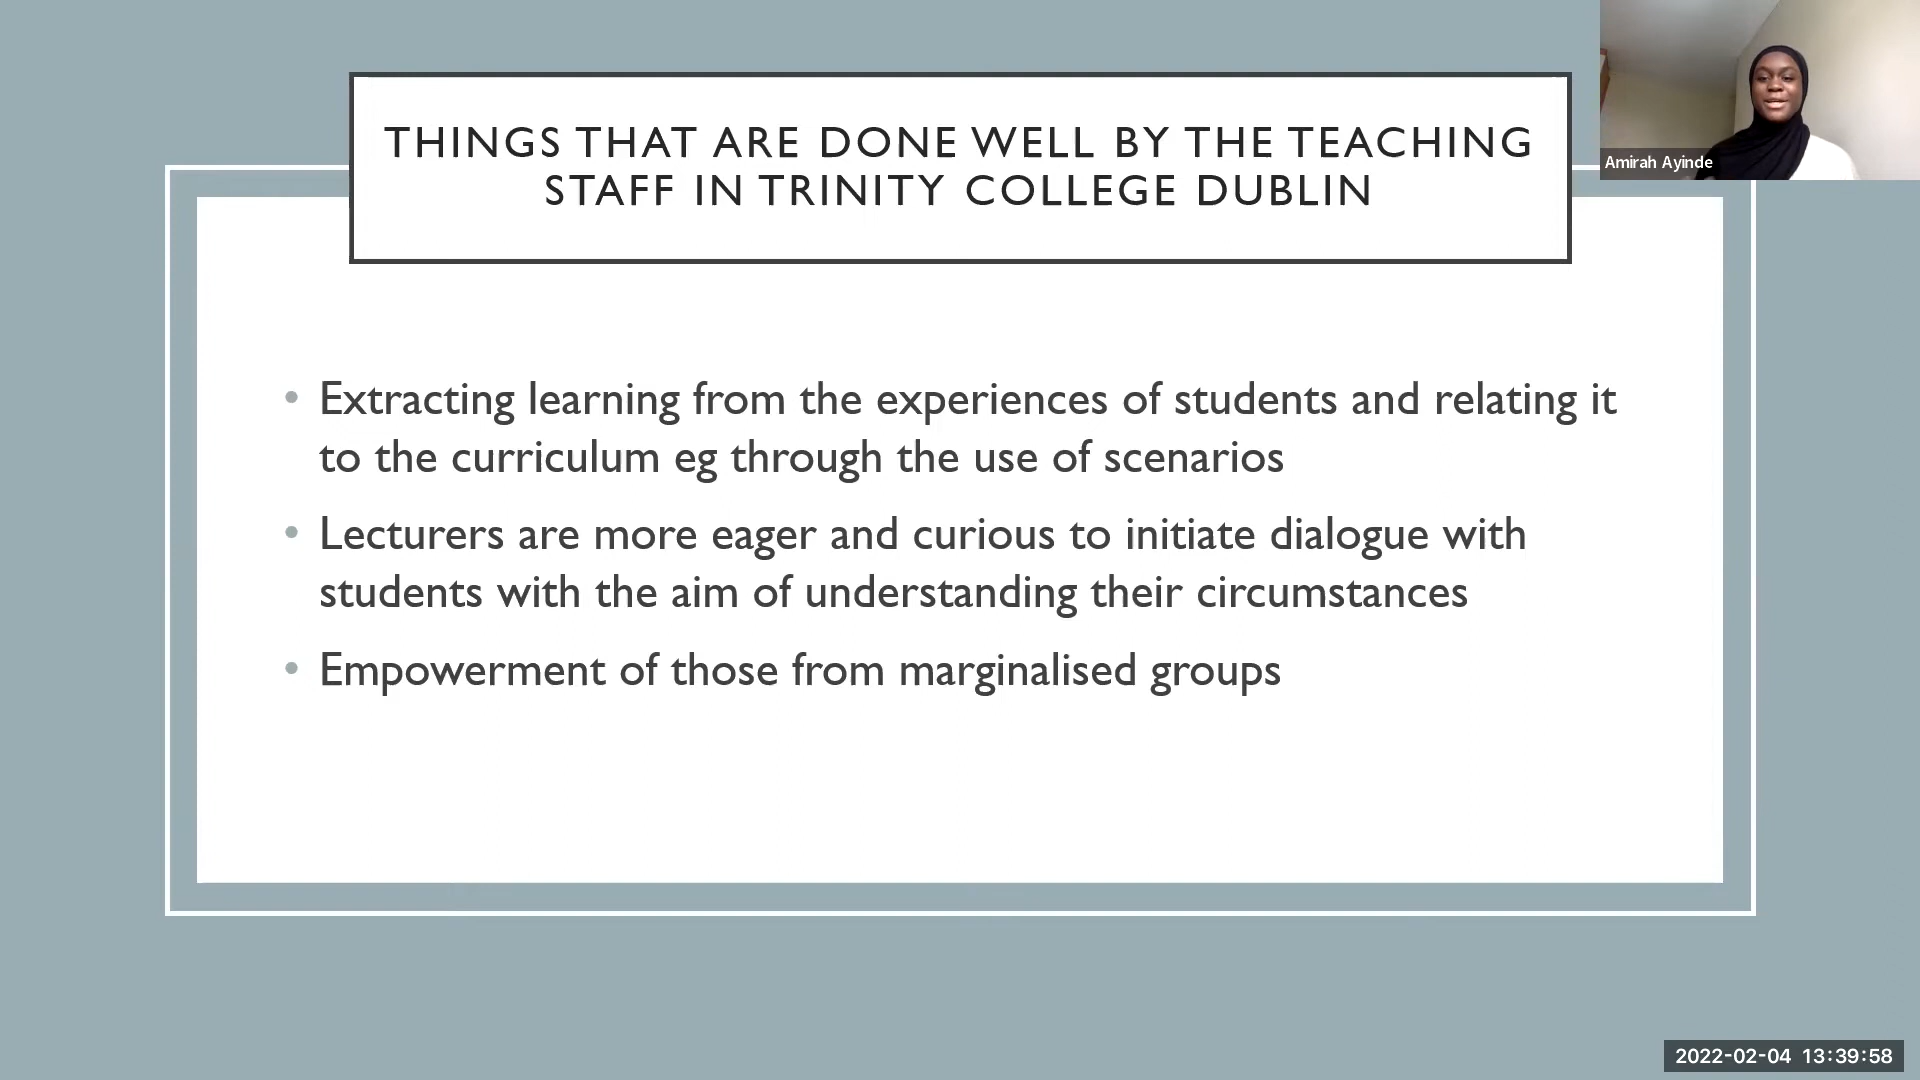 THINGS THAT ARE DONE WELL BY THE TEACHING
STAFF IN TRINITY COLLEGE DUBLIN
Amirah Ayinde
• Extracting learning from the experiences of students and relating it
to the curriculum eg through the use of scenarios
• Lecturers are more eager and curious to initiate dialogue with
students with the aim of understanding their circumstances
• Empowerment of those from marginalised groups
2022-02-04 13:39:58